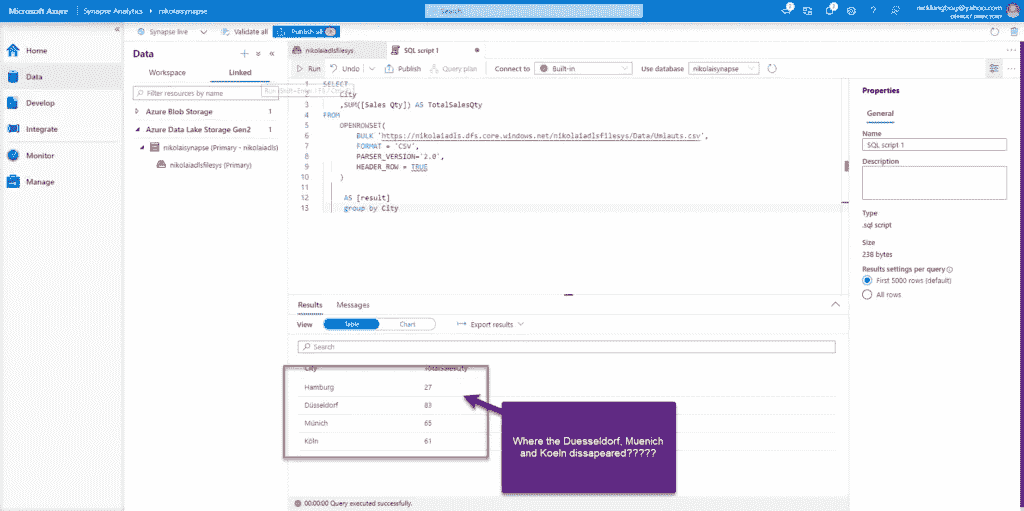 Microsoft Azure
Synapse Analytics
nikolaisynapse
Search
Synapse live
Validate all
Publish all
Home
Data
Develop
Integrate
Monitor
Manage
Data
Workspace
Linked
Filter resources by name
Azure Blob Storage 1
Azure Data Lake Storage Gen2 1
nikolaisynapse (Primary - nikolaiadls)
nikolaiadlsfilesys (Primary)
nikolaiadlsfilesys
SQL script 1
Run
Undo
Publish
Query plan
Connect to
Built-in
Use database
nikolaisynapse
1 SELECT
2 City
3 ,SUM([Sales Qty]) AS TotalSalesQty
4 FROM
5 OPENROWSET(
6 BULK 'https://nikolaiadls.dfs.core.windows.net/nikolaiadlsfilesys/Data/Umlauts.csv',
7 FORMAT = 'CSV',
8 PARSER_VERSION='2.0',
9 HEADER_ROW = TRUE
10 )
11
12 AS [result]
13 group by City
Results
Messages
View
Table
Chart
Export results
Search
City TotalSalesQty
Hamburg 27
Düsseldorf 83
Münich 65
Köln 61
Where the Duesseldorf, Muenich
and Koeln dissapeared?????
00:00:00 Query executed successfully.
Properties
General
Name
SQL script 1
Description
Type
.sql script
Size
238 bytes
Results settings per query
First 5000 rows (default)
All rows